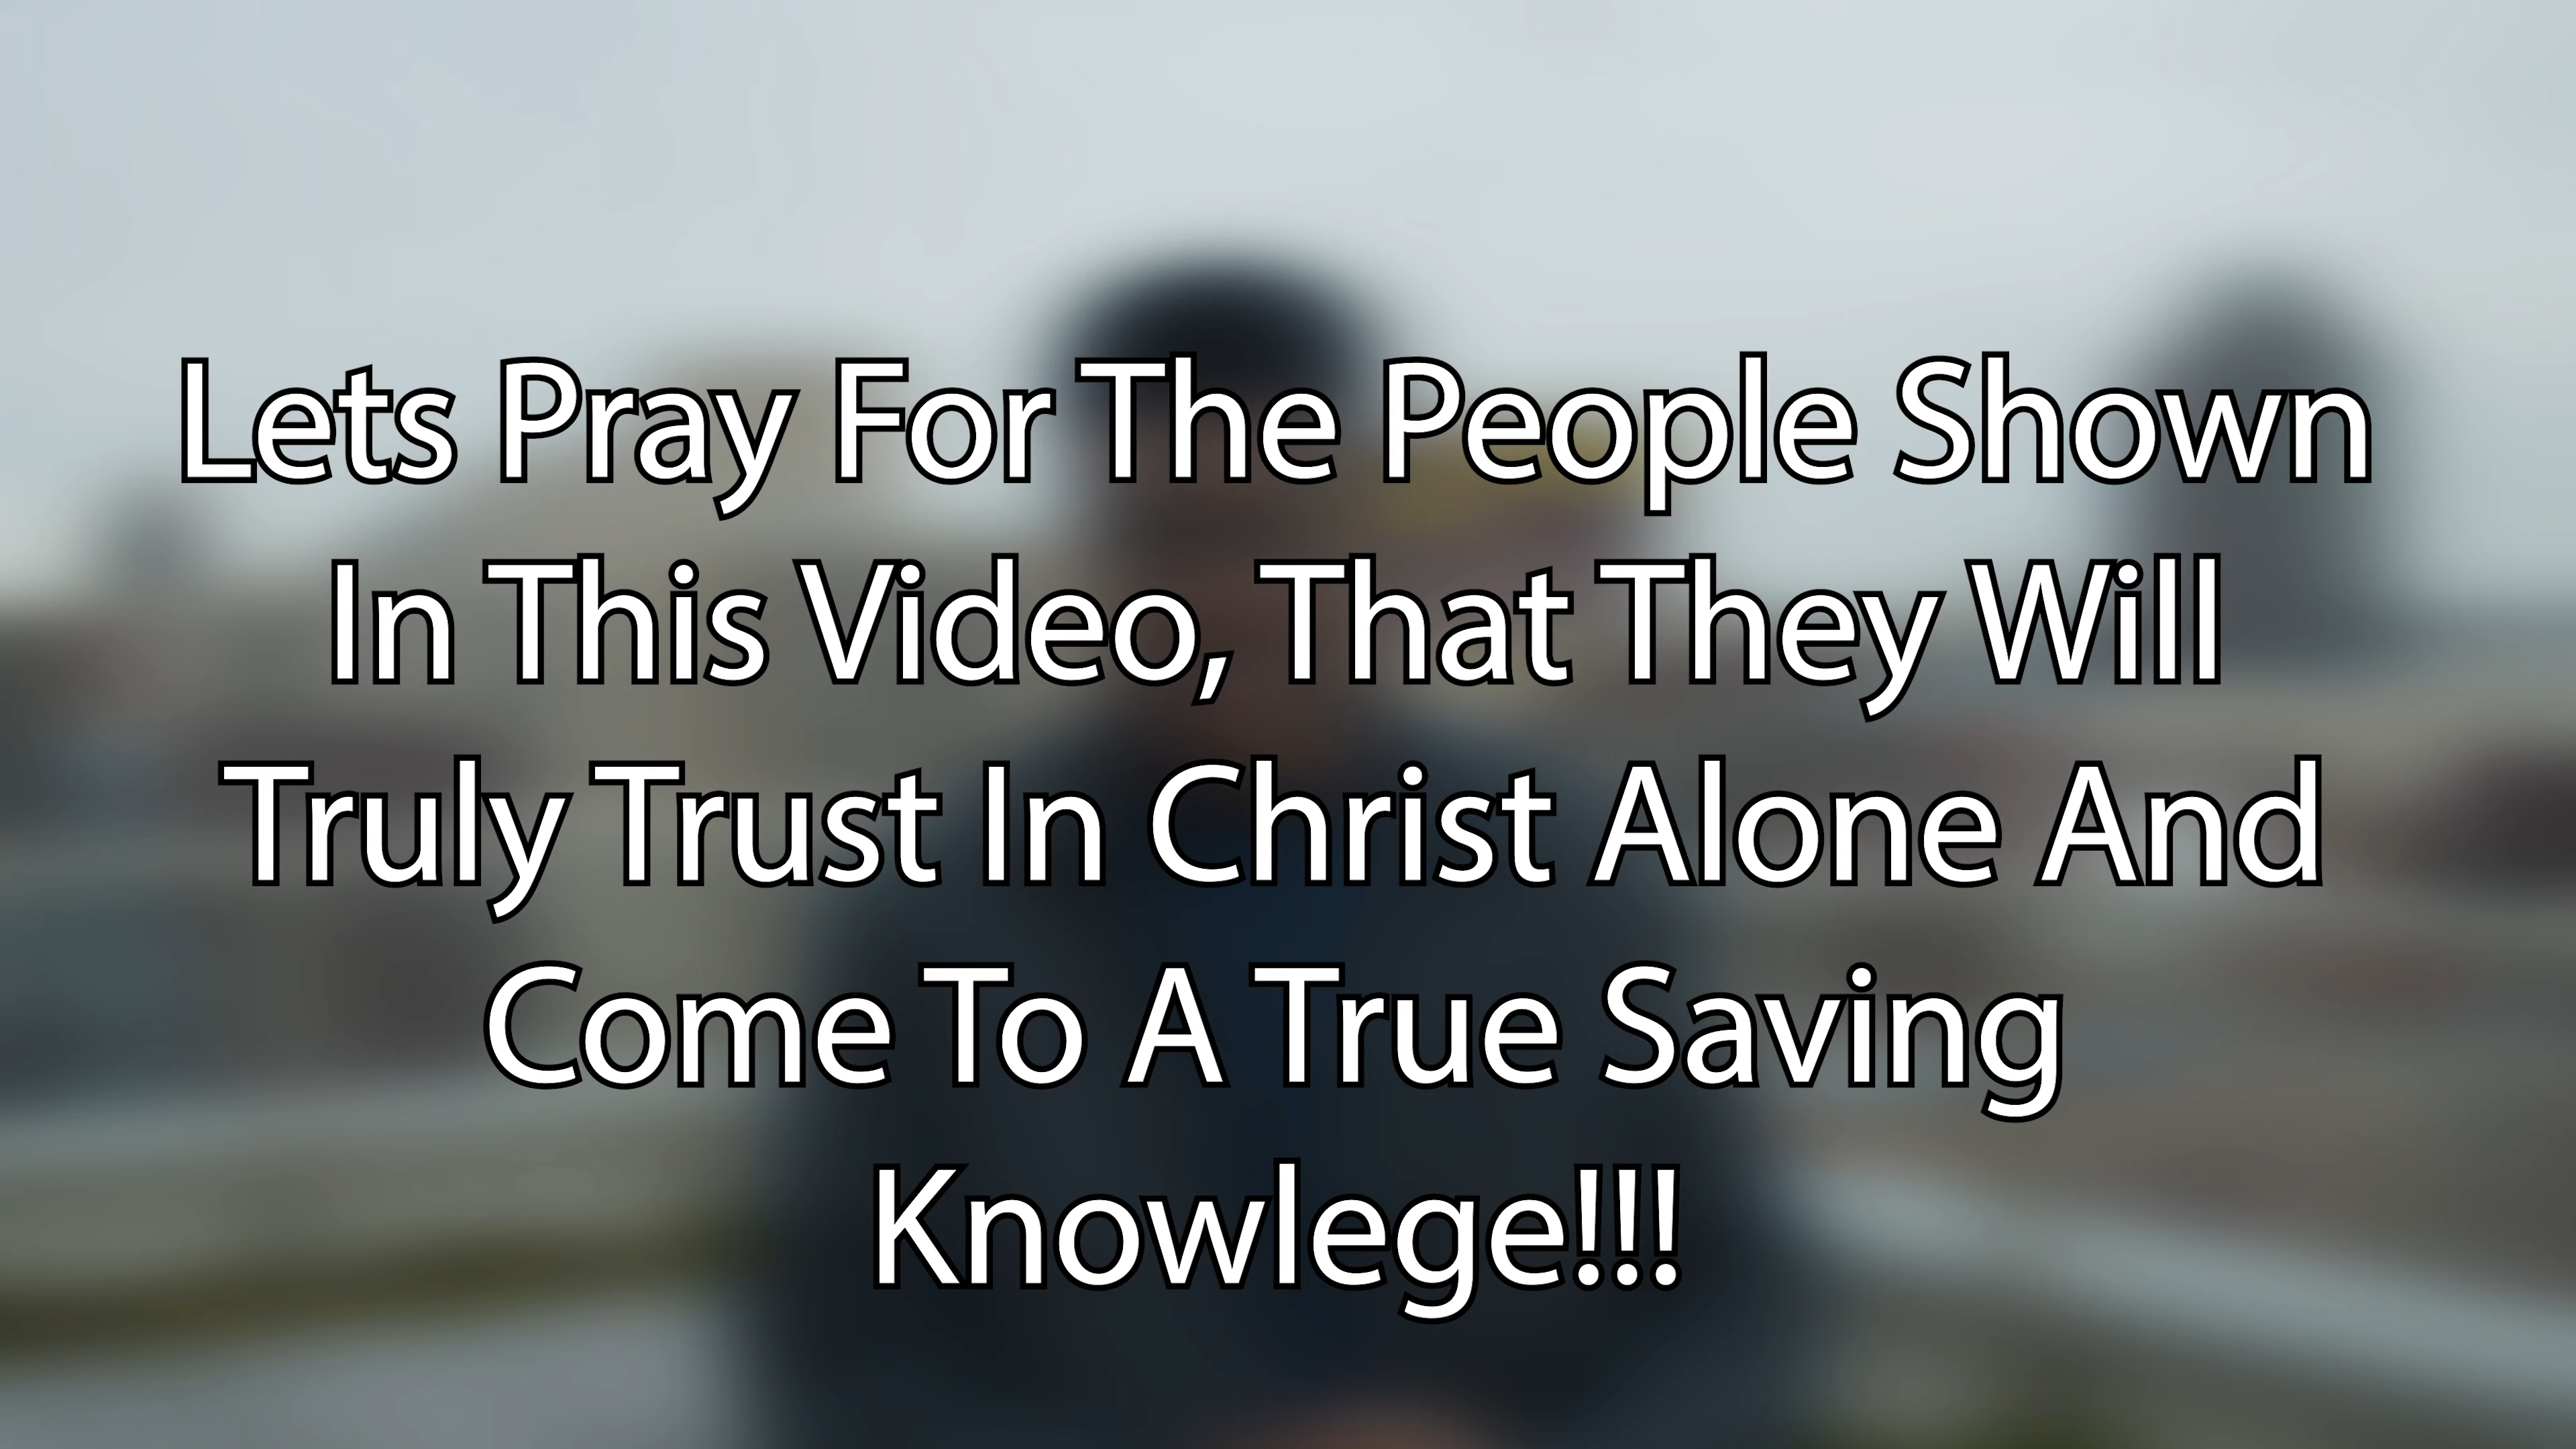 Lets Pray For The People Shown
In This Video, That They Will
Truly Trust In Christ Alone And
Come To A True Saving
Knowlege!!!